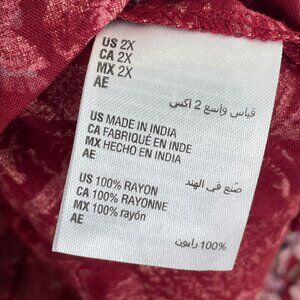 US 2X
CA 2X
MX 2X
AE
قياس واسع 2 اكس
US MADE IN INDIA
CA FABRIQUÉ EN INDE
MX HECHO EN INDIA
AE
صنع في الهند
US 100% RAYON
CA 100% RAYONNE
MX 100% rayón
AE
100% رايون